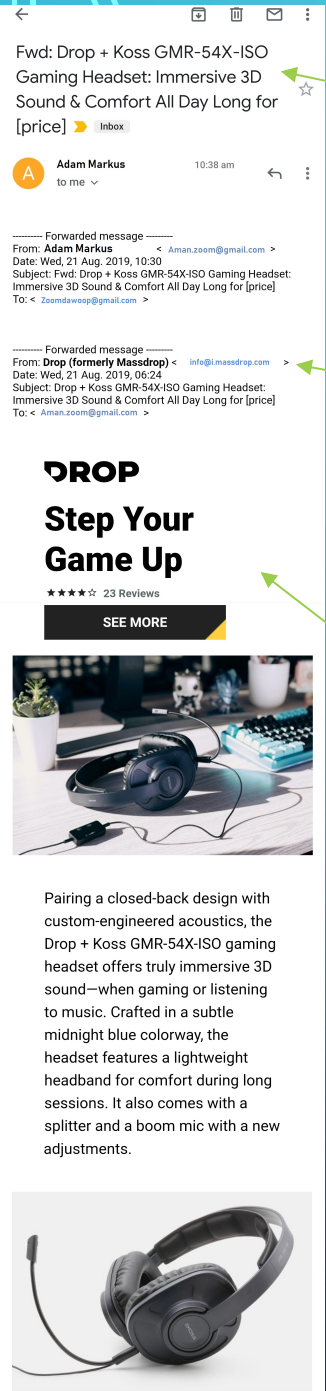 Fwd: Drop + Koss GMR-54X-ISO
Gaming Headset: Immersive 3D
Sound & Comfort All Day Long for
[price] Inbox
A
Adam Markus 10:38 am
to me
---------- Forwarded message ---------
From: Adam Markus < Aman.zoom@gmail.com >
Date: Wed, 21 Aug. 2019, 10:30
Subject: Fwd: Drop + Koss GMR-54X-ISO Gaming Headset:
Immersive 3D Sound & Comfort All Day Long for [price]
To: < Zoomdawoop@gmail.com >
---------- Forwarded message ---------
From: Drop (formerly Massdrop) < info@i.massdrop.com >
Date: Wed, 21 Aug. 2019, 06:24
Subject: Drop + Koss GMR-54X-ISO Gaming Headset:
Immersive 3D Sound & Comfort All Day Long for [price]
To: < Aman.zoom@gmail.com >
DROP
Step Your
Game Up
★★★★☆ 23 Reviews
SEE MORE
Pairing a closed-back design with
custom-engineered acoustics, the
Drop + Koss GMR-54X-ISO gaming
headset offers truly immersive 3D
sound—when gaming or listening
to music. Crafted in a subtle
midnight blue colorway, the
headset features a lightweight
headband for comfort during long
sessions. It also comes with a
splitter and a boom mic with a new
adjustments.